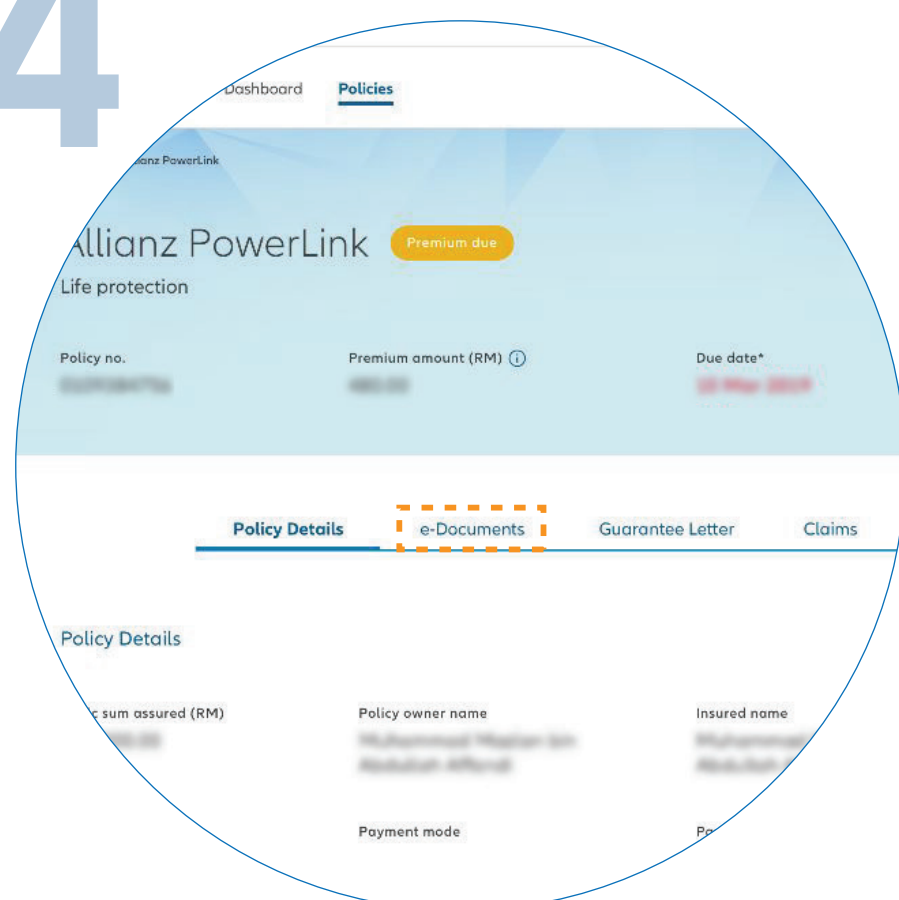 4
Dashboard Policies
PowerLink
Allianz PowerLink Premium due
Life protection
Policy no. Premium amount (RM) Due date*
Policy Details e-Documents Guarantee Letter Claims
Policy Details
sum assured (RM) Policy owner name Insured name
Payment mode